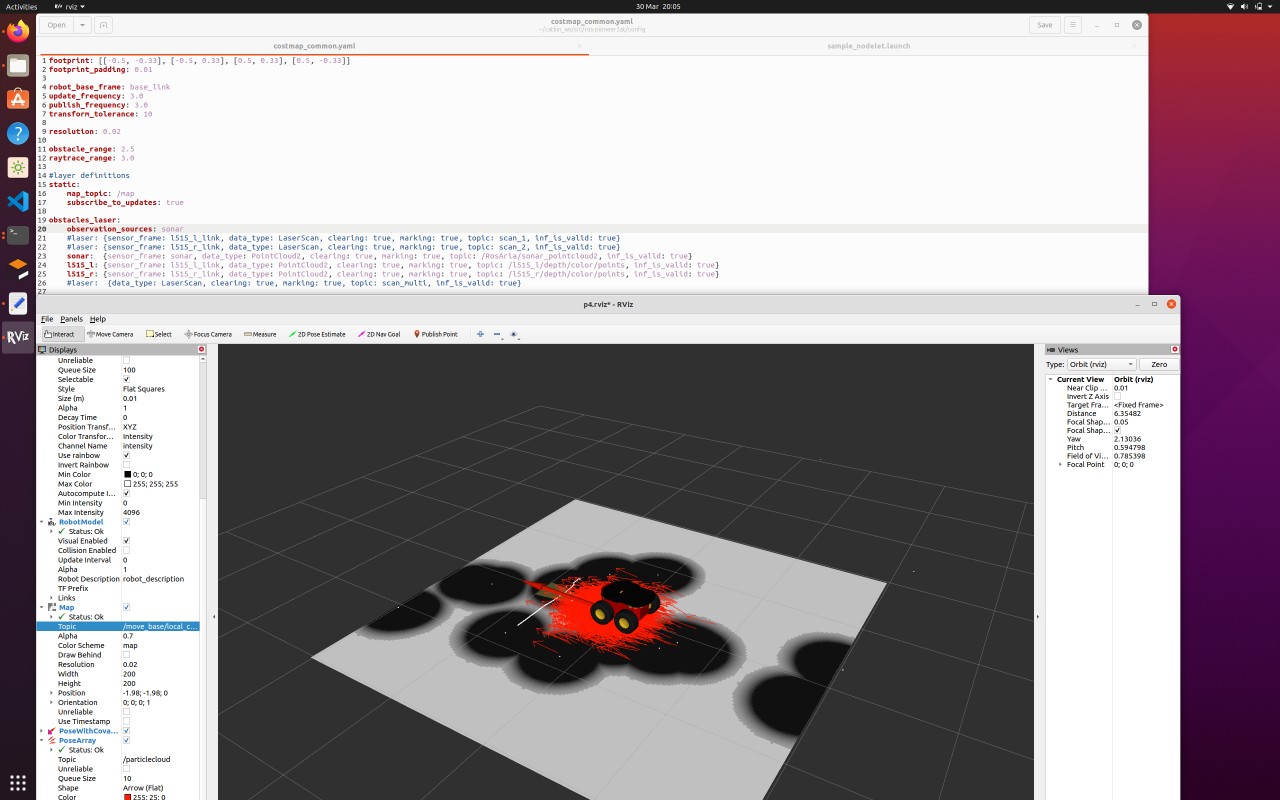 Activities
rviz
30 Mar 20:05
Open
costmap_common.yaml
~/catkin_ws/src/ros-pioneer3at/config
Save
costmap_common.yaml
sample_nodelet.launch
1 footprint: [[-0.5, -0.33], [-0.5, 0.33], [0.5, 0.33], [0.5, -0.33]]
2 footprint_padding: 0.01
3
4 robot_base_frame: base_link
5 update_frequency: 3.0
6 publish_frequency: 3.0
7 transform_tolerance: 10
8
9 resolution: 0.02
10
11 obstacle_range: 2.5
12 raytrace_range: 3.0
13
14 #layer definitions
15 static:
16 map_topic: /map
17 subscribe_to_updates: true
18
19 obstacles_laser:
20 observation_sources: sonar
21 #laser: {sensor_frame: l515_l_link, data_type: LaserScan, clearing: true, marking: true, topic: scan_1, inf_is_valid: true}
22 #laser: {sensor_frame: l515_r_link, data_type: LaserScan, clearing: true, marking: true, topic: scan_2, inf_is_valid: true}
23 sonar: {sensor_frame: sonar, data_type: PointCloud2, clearing: true, marking: true, topic: /RosAria/sonar_pointcloud2, inf_is_valid: true}
24 l515_l: {sensor_frame: l515_l_link, data_type: PointCloud2, clearing: true, marking: true, topic: /l515_l/depth/color/points, inf_is_valid: true}
25 l515_r: {sensor_frame: l515_r_link, data_type: PointCloud2, clearing: true, marking: true, topic: /l515_r/depth/color/points, inf_is_valid: true}
26 #laser: {data_type: LaserScan, clearing: true, marking: true, topic: scan_multi, inf_is_valid: true}
27
p4.rviz* - RViz
File Panels Help
Interact Move Camera Select Focus Camera Measure 2D Pose Estimate 2D Nav Goal Publish Point
Displays
Unreliable
Queue Size 100
Selectable
Style Flat Squares
Size (m) 0.01
Alpha 1
Decay Time 0
Position Transf... XYZ
Color Transfor... Intensity
Channel Name intensity
Use rainbow
Invert Rainbow
Min Color 0; 0; 0
Max Color 255; 255; 255
Autocompute I...
Min Intensity 0
Max Intensity 4096
RobotModel
Status: Ok
Visual Enabled
Collision Enabled
Update Interval 0
Alpha 1
Robot Description robot_description
TF Prefix
Links
Map
Status: Ok
Topic /move_base/local_c...
Alpha 0.7
Color Scheme map
Draw Behind
Resolution 0.02
Width 200
Height 200
Position -1.98; -1.98; 0
Orientation 0; 0; 0; 1
Unreliable
Use Timestamp
PoseWithCova...
PoseArray
Status: Ok
Topic /particlecloud
Unreliable
Queue Size 10
Shape Arrow (Flat)
Color 255; 25; 0
Views
Type: Orbit (rviz) Zero
Current View Orbit (rviz)
Near Clip ... 0.01
Invert Z Axis
Target Fra... <Fixed Frame>
Distance 6.35482
Focal Shap... 0.05
Focal Shap...
Yaw 2.13036
Pitch 0.594798
Field of Vi... 0.785398
Focal Point 0; 0; 0
RViz